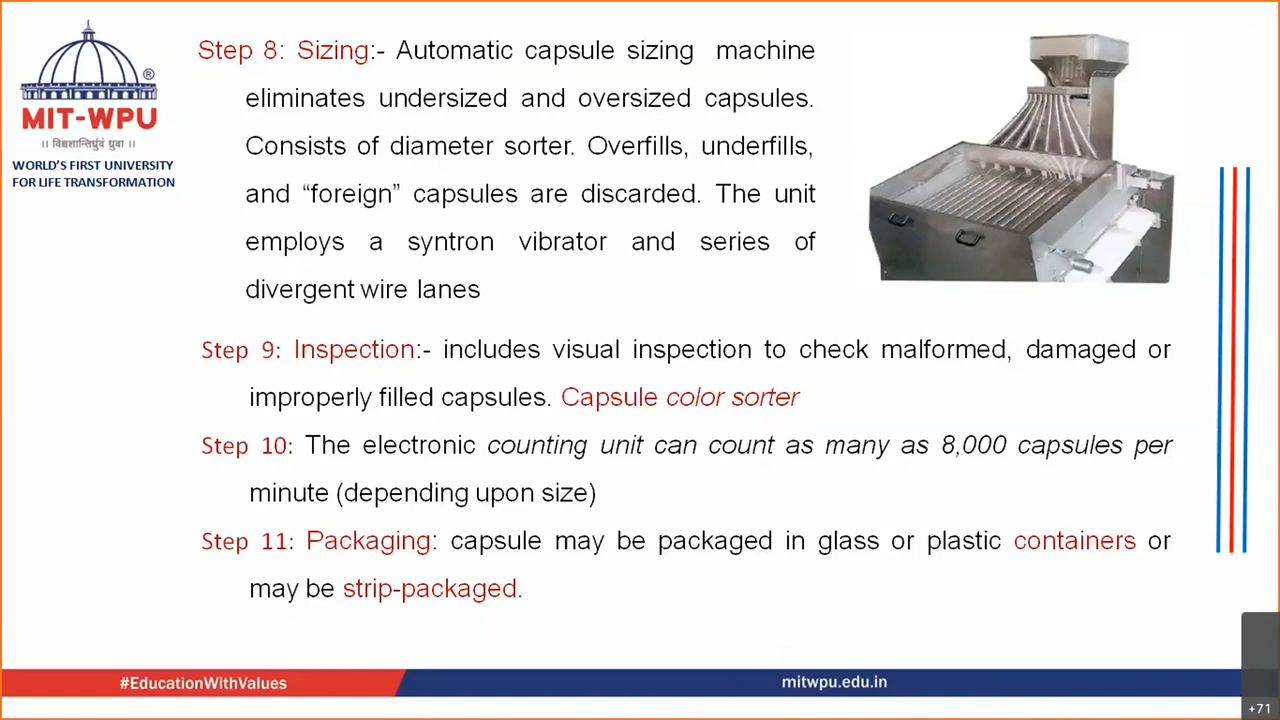 Step 8: Sizing:- Automatic capsule sizing machine
eliminates undersized and oversized capsules.
Consists of diameter sorter. Overfills, underfills,
and “foreign” capsules are discarded. The unit
employs a syntron vibrator and series of
divergent wire lanes
®
MIT-WPU
।। विश्वशान्तिर्ध्रुवं ध्रुवा ।।
WORLD'S FIRST UNIVERSITY
FOR LIFE TRANSFORMATION
Step 9: Inspection:- includes visual inspection to check malformed, damaged or
improperly filled capsules. Capsule color sorter
Step 10: The electronic counting unit can count as many as 8,000 capsules per
minute (depending upon size)
Step 11: Packaging: capsule may be packaged in glass or plastic containers or
may be strip-packaged.
#EducationWithValues
mitwpu.edu.in
+71